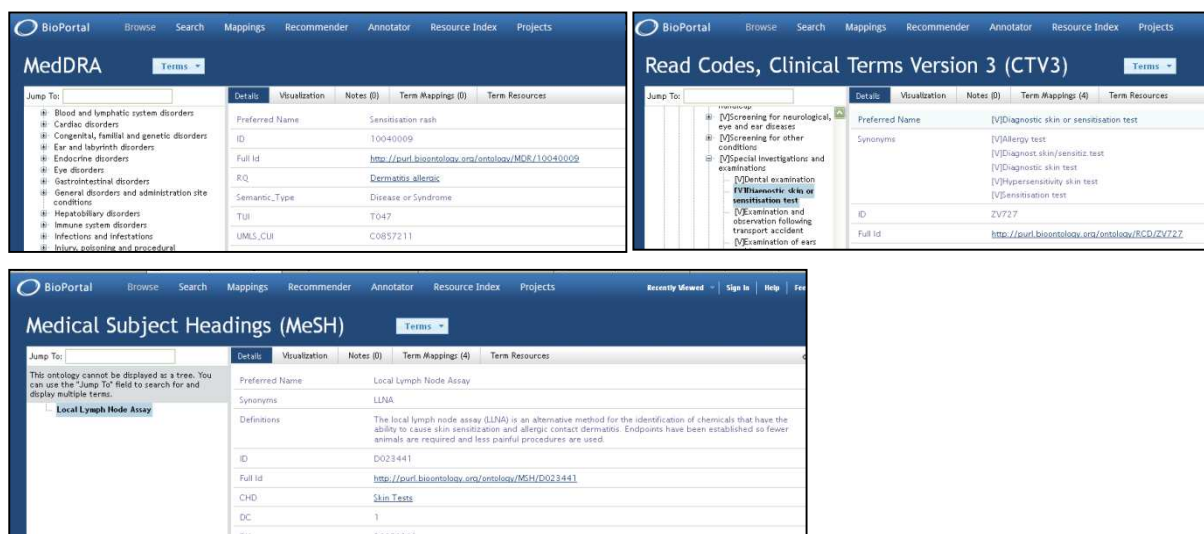 BioPortal Browse Search Mappings Recommender Annotator Resource Index Projects
MedDRA Terms
Jump To: Details Visualization Notes (0) Term Mappings (0) Term Resources
Blood and lymphatic system disorders
Cardiac disorders
Congenital, familial and genetic disorders
Ear and labyrinth disorders
Endocrine disorders
Eye disorders
Gastrointestinal disorders
General disorders and administration site
conditions
Hepatobiliary disorders
Immune system disorders
Infections and infestations
Injury, poisoning and procedural
Preferred Name Sensitisation rash
ID 10040009
Full Id http://purl.bioontology.org/ontology/MDR/10040009
RQ Dermatitis allergic
Semantic_Type Disease or Syndrome
TUI T047
UMLS_CUI C0857211
BioPortal Browse Search Mappings Recommender Annotator Resource Index Projects
Read Codes, Clinical Terms Version 3 (CTV3) Terms
Jump To: Details Visualization Notes (0) Term Mappings (4) Term Resources
handicap
[V]Screening for neurological,
eye and ear diseases
[V]Screening for other
conditions
[V]Special investigations and
examinations
[V]Dental examination
[V]Diagnostic skin or
sensitisation test
[V]Examination and
observation following
transport accident
[V]Examination of ears
Preferred Name [V]Diagnostic skin or sensitisation test
Synonyms [V]Allergy test
[V]Diagnost.skin/sensitiz.test
[V]Diagnostic skin test
[V]Hypersensitivity skin test
[V]Sensitisation test
ID ZV727
Full Id http://purl.bioontology.org/ontology/RCD/ZV727
BioPortal Browse Search Mappings Recommender Annotator Resource Index Projects Recently Viewed Sign In Help Fee
Medical Subject Headings (MeSH) Terms
Jump To: Details Visualization Notes (0) Term Mappings (4) Term Resources
This ontology cannot be displayed as a tree. You
can use the "Jump To" field to search for and
display multiple terms.
Local Lymph Node Assay
Preferred Name Local Lymph Node Assay
Synonyms LLNA
Definitions The local lymph node assay (LLNA) is an alternative method for the identification of chemicals that have the
ability to cause skin sensitization and allergic contact dermatitis. Endpoints have been established so fewer
animals are required and less painful procedures are used.
ID D023441
Full Id http://purl.bioontology.org/ontology/MSH/D023441
CHD Skin Tests
DC 1